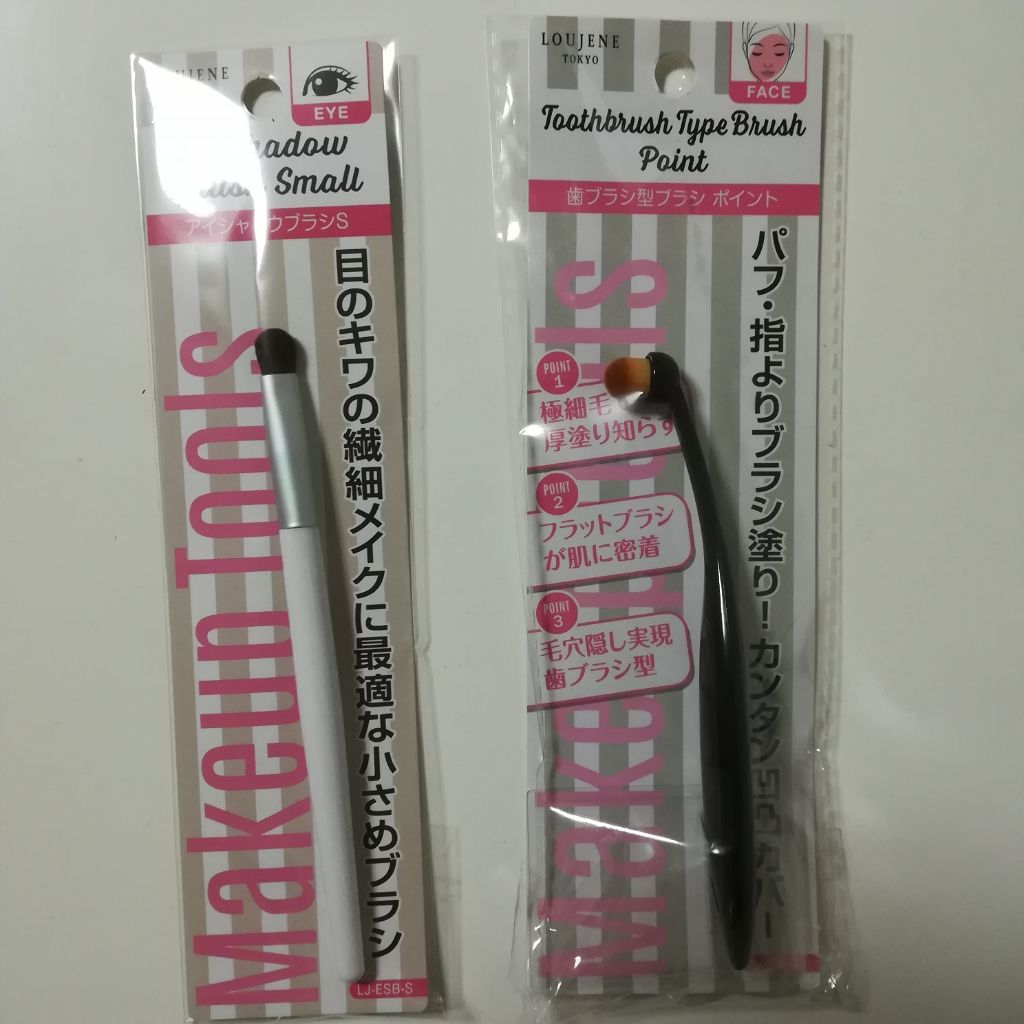 EYE
Small
アイシャ ウブラシS
目のキワの繊細メイクに最適な小さめブラシ
Makeup Tools
LJ-ESB-S
LOUJENE
TOKYO
FACE
Toothbrush Type Brush
Point
歯ブラシ型ブラシ ポイント
パフ・指よりブラシ塗り!カンタン カバー
POINT
1
極細毛
厚塗り知らず
POINT
2
フラットブラシ
が肌に密着
POINT
3
毛穴隠し実現
歯ブラシ型